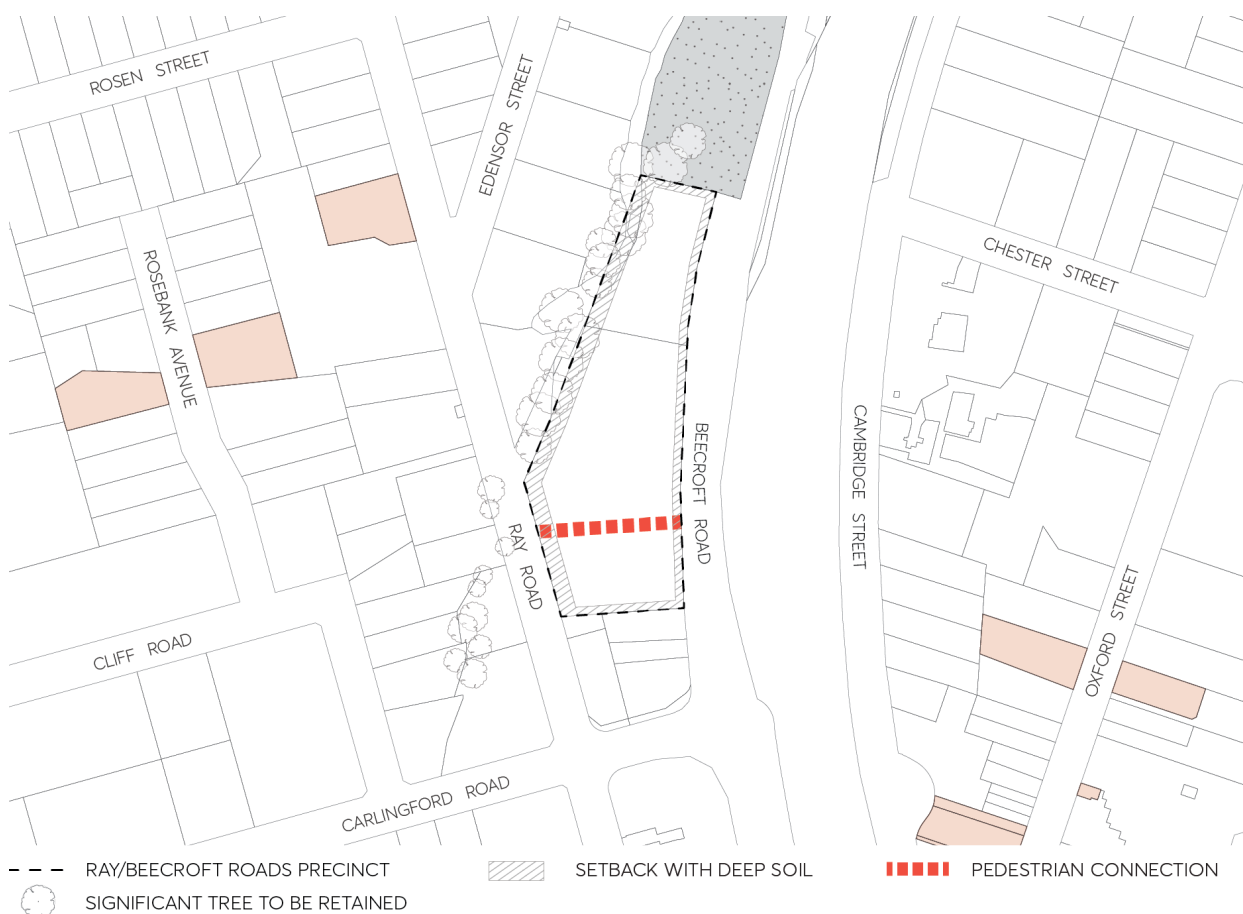 ROSEN STREET
EDENSOR STREET
CHESTER STREET
ROSEBANK AVENUE
CAMBRIDGE STREET
BEECROFT ROAD
RAY ROAD
OXFORD STREET
CLIFF ROAD
CARLINGFORD ROAD
RAY/BEECROFT ROADS PRECINCT
SETBACK WITH DEEP SOIL
PEDESTRIAN CONNECTION
SIGNIFICANT TREE TO BE RETAINED